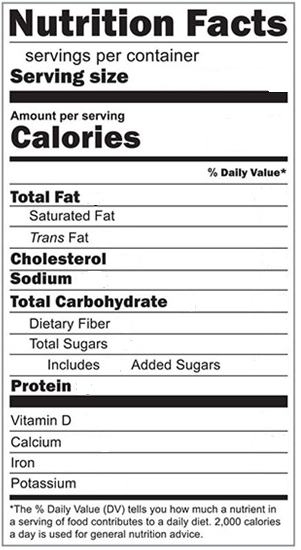 Nutrition Facts
servings per container
Serving size
Amount per serving
Calories
% Daily Value*
Total Fat
Saturated Fat
Trans Fat
Cholesterol
Sodium
Total Carbohydrate
Dietary Fiber
Total Sugars
Includes Added Sugars
Protein
Vitamin D
Calcium
Iron
Potassium
*The % Daily Value (DV) tells you how much a nutrient in
a serving of food contributes to a daily diet. 2,000 calories
a day is used for general nutrition advice.